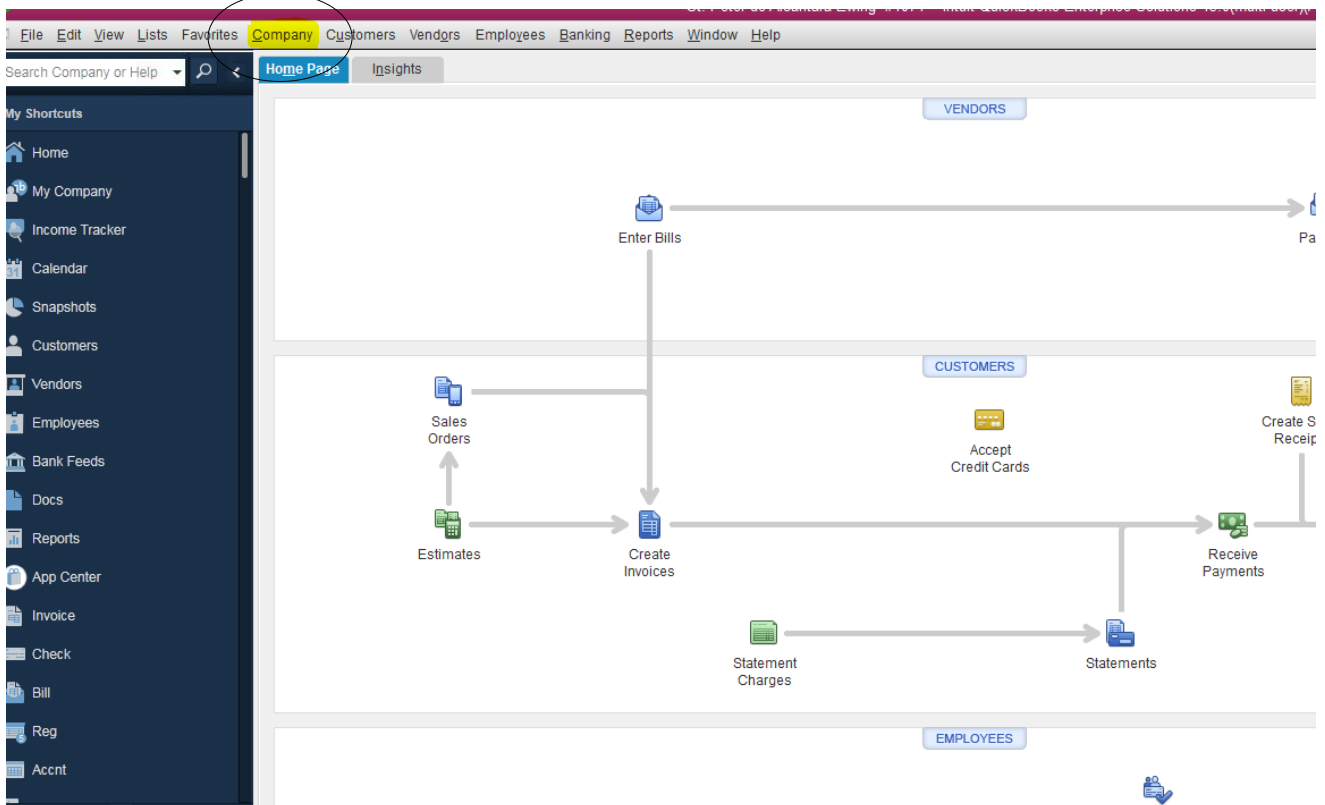 File Edit View Lists Favorites Company Customers Vendors Employees Banking Reports Window Help
Search Company or Help
Home Page Insights
My Shortcuts
Home
My Company
Income Tracker
Calendar
Snapshots
Customers
Vendors
Employees
Bank Feeds
Docs
Reports
App Center
Invoice
Check
Bill
Reg
Accnt
VENDORS
Enter Bills
Pa
CUSTOMERS
Sales
Orders
Accept
Credit Cards
Create S
Receip
Estimates
Create
Invoices
Receive
Payments
Statement
Charges
Statements
EMPLOYEES